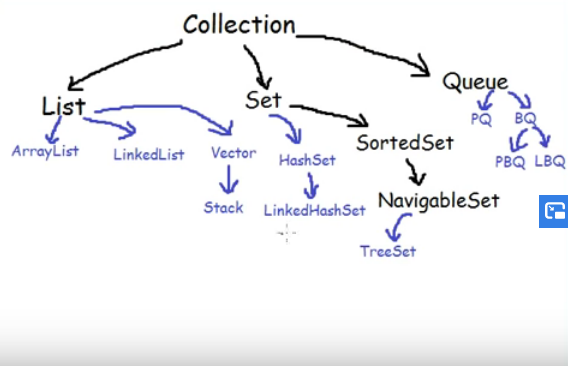 Collection
List
Set
Queue
ArrayList
LinkedList
Vector
Stack
HashSet
LinkedHashSet
SortedSet
NavigableSet
TreeSet
PQ
BQ
PBQ
LBQ